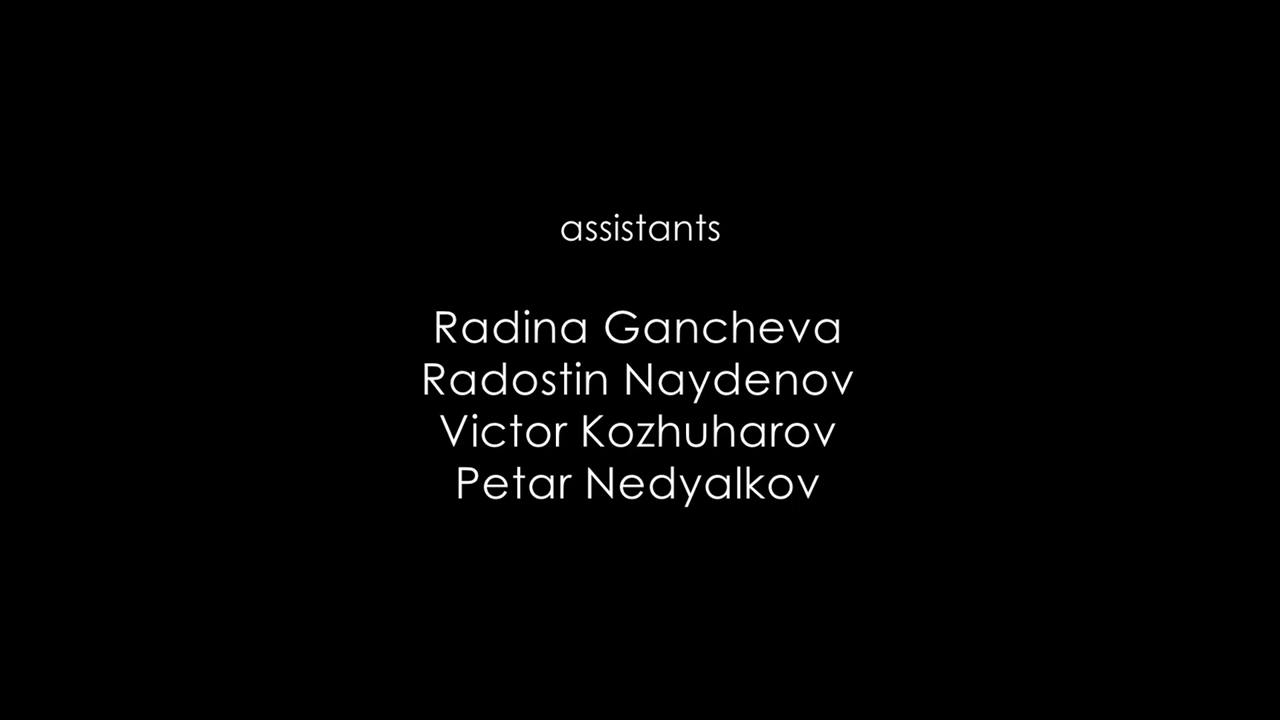 assistants
Radina Gancheva
Radostin Naydenov
Victor Kozhuharov
Petar Nedyalkov